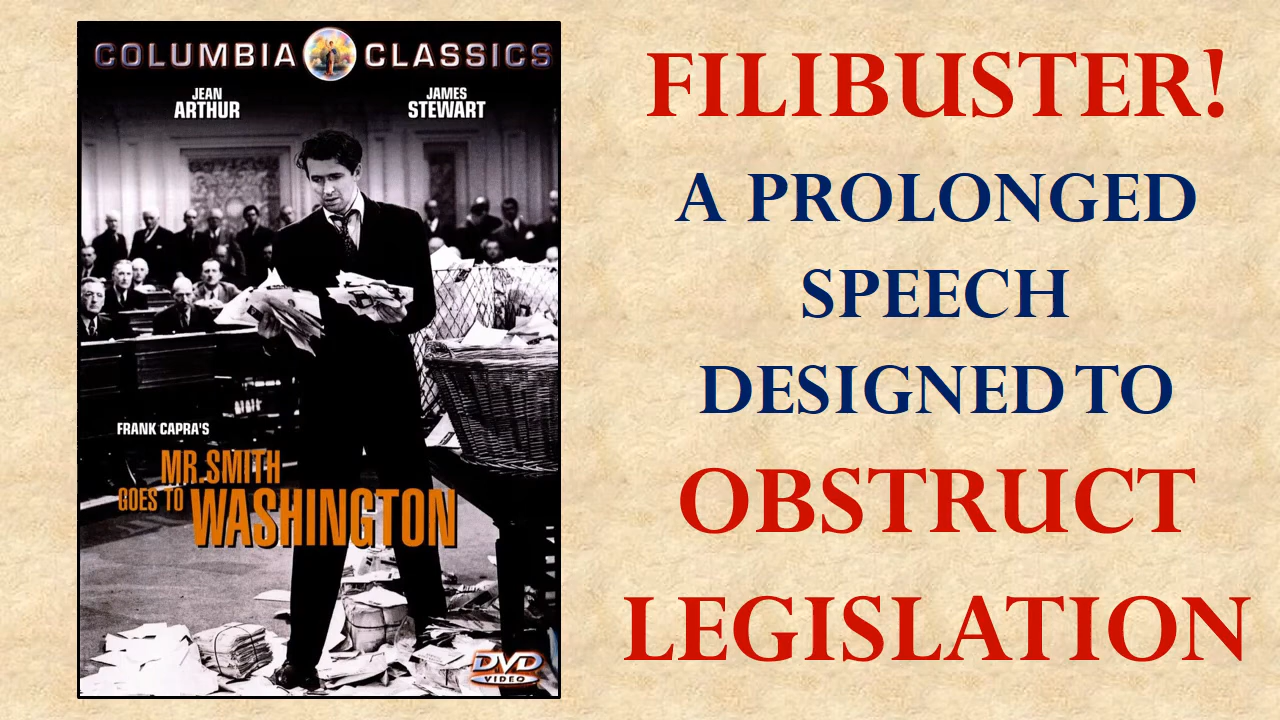 COLUMBIA CLASSICS
JEAN
ARTHUR
JAMES
STEWART
FRANK CAPRA'S
MR. SMITH
GOES TO WASHINGTON
DVD
VIDEO
FILIBUSTER!
A PROLONGED
SPEECH
DESIGNED TO
OBSTRUCT
LEGISLATION